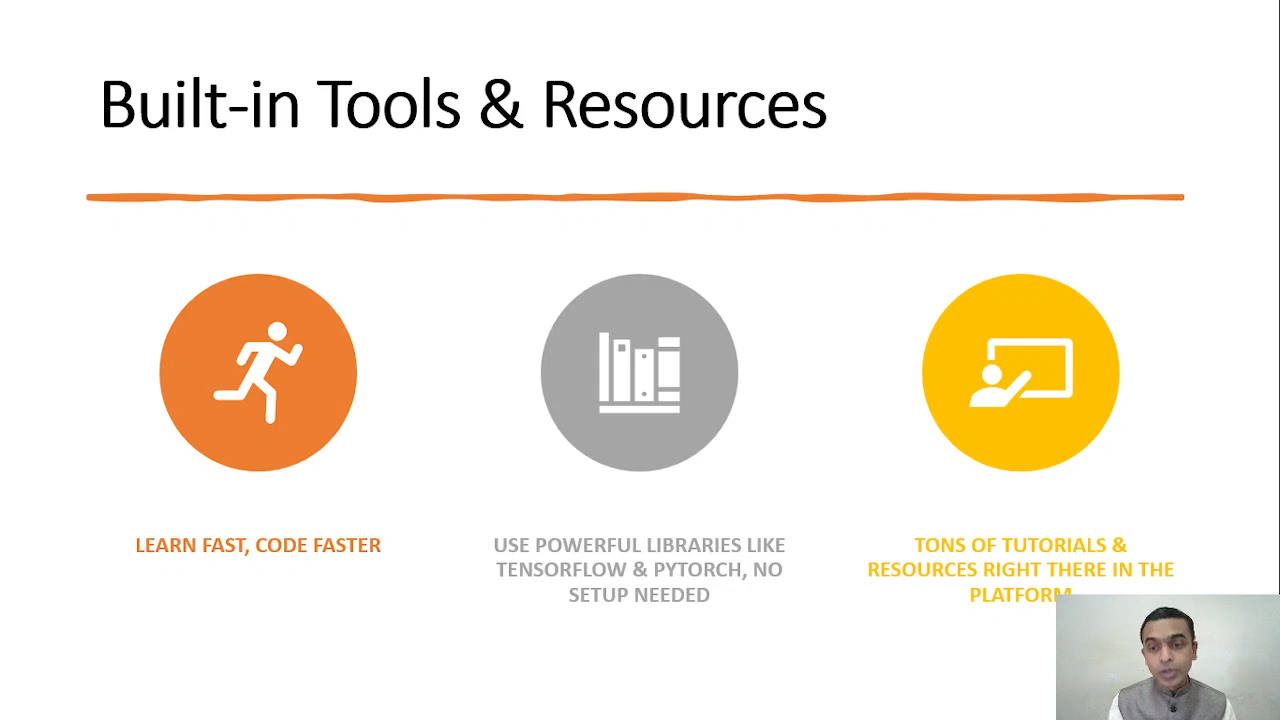 Built-in Tools & Resources
LEARN FAST, CODE FASTER
USE POWERFUL LIBRARIES LIKE
TENSORFLOW & PYTORCH, NO
SETUP NEEDED
TONS OF TUTORIALS &
RESOURCES RIGHT THERE IN THE
PLATFORM